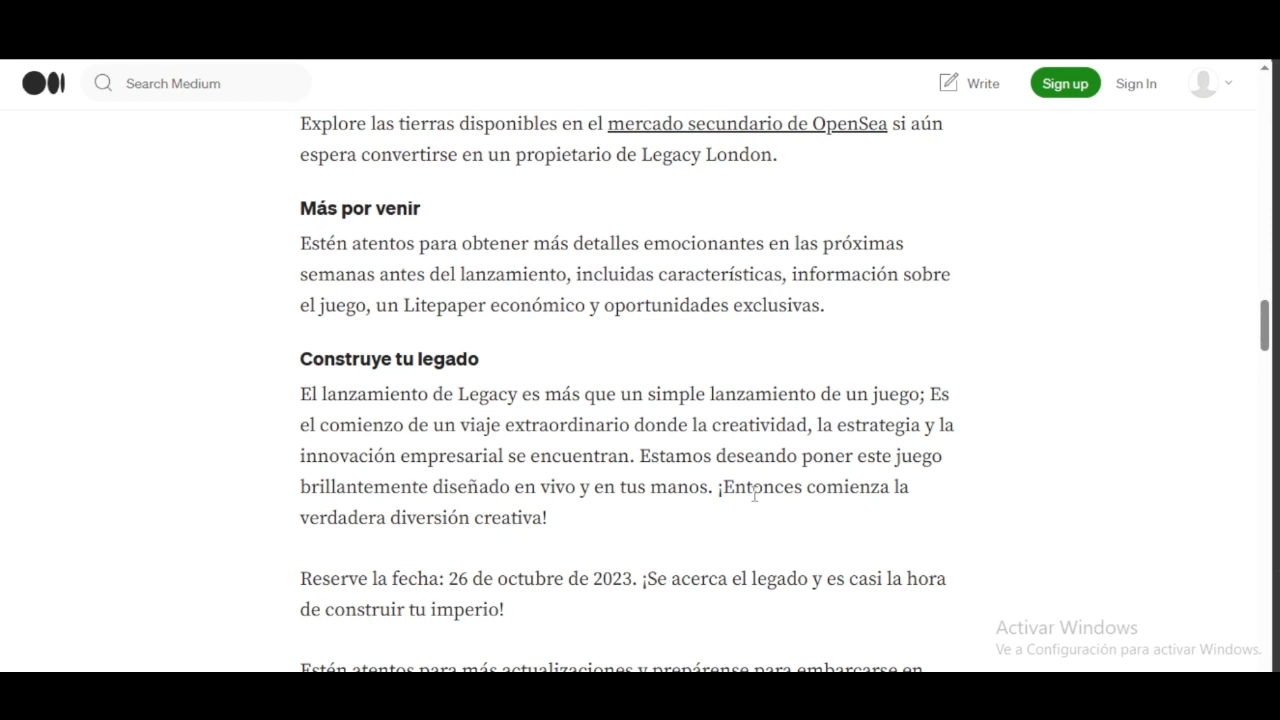 Search Medium
Write
Sign up
Sign In
Explore las tierras disponibles en el mercado secundario de OpenSea si aún
espera convertirse en un propietario de Legacy London.
Más por venir
Estén atentos para obtener más detalles emocionantes en las próximas
semanas antes del lanzamiento, incluidas características, información sobre
el juego, un Litepaper económico y oportunidades exclusivas.
Construye tu legado
El lanzamiento de Legacy es más que un simple lanzamiento de un juego; Es
el comienzo de un viaje extraordinario donde la creatividad, la estrategia y la
innovación empresarial se encuentran. Estamos deseando poner este juego
brillantemente diseñado en vivo y en tus manos. ¡Entonces comienza la
verdadera diversión creativa!
Reserve la fecha: 26 de octubre de 2023. ¡Se acerca el legado y es casi la hora
de construir tu imperio!
Activar Windows
Ve a Configuración para activar Windows.
Estén atentos para más actualizaciones y prepárense para embarcarse en